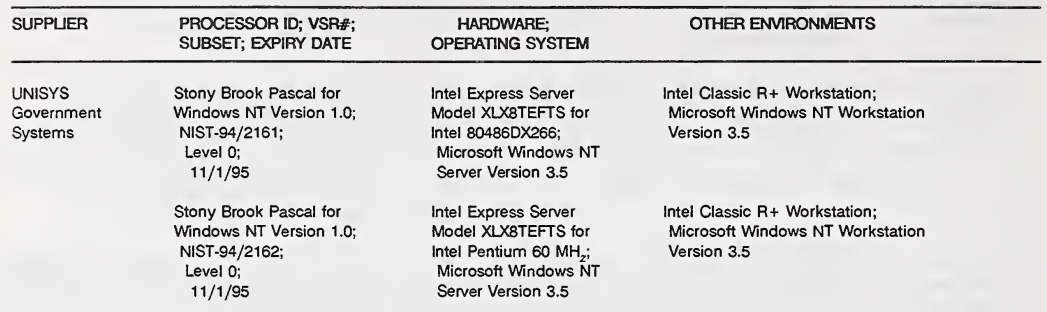 SUPPLIER PROCESSOR ID; VSR#; HARDWARE; OTHER ENVIRONMENTS
SUBSET; EXPIRY DATE OPERATING SYSTEM
UNISYS Stony Brook Pascal for Intel Express Server Intel Classic R+ Workstation;
Government Windows NT Version 1.0; Model XLX8TEFTS for Microsoft Windows NT Workstation
Systems NIST-94/2161; Intel 80486DX266; Version 3.5
Level 0; Microsoft Windows NT
11/1/95 Server Version 3.5
Stony Brook Pascal for Intel Express Server Intel Classic R+ Workstation;
Windows NT Version 1.0; Model XLX8TEFTS for Microsoft Windows NT Workstation
NIST-94/2162; Intel Pentium 60 MHz; Version 3.5
Level 0; Microsoft Windows NT
11/1/95 Server Version 3.5